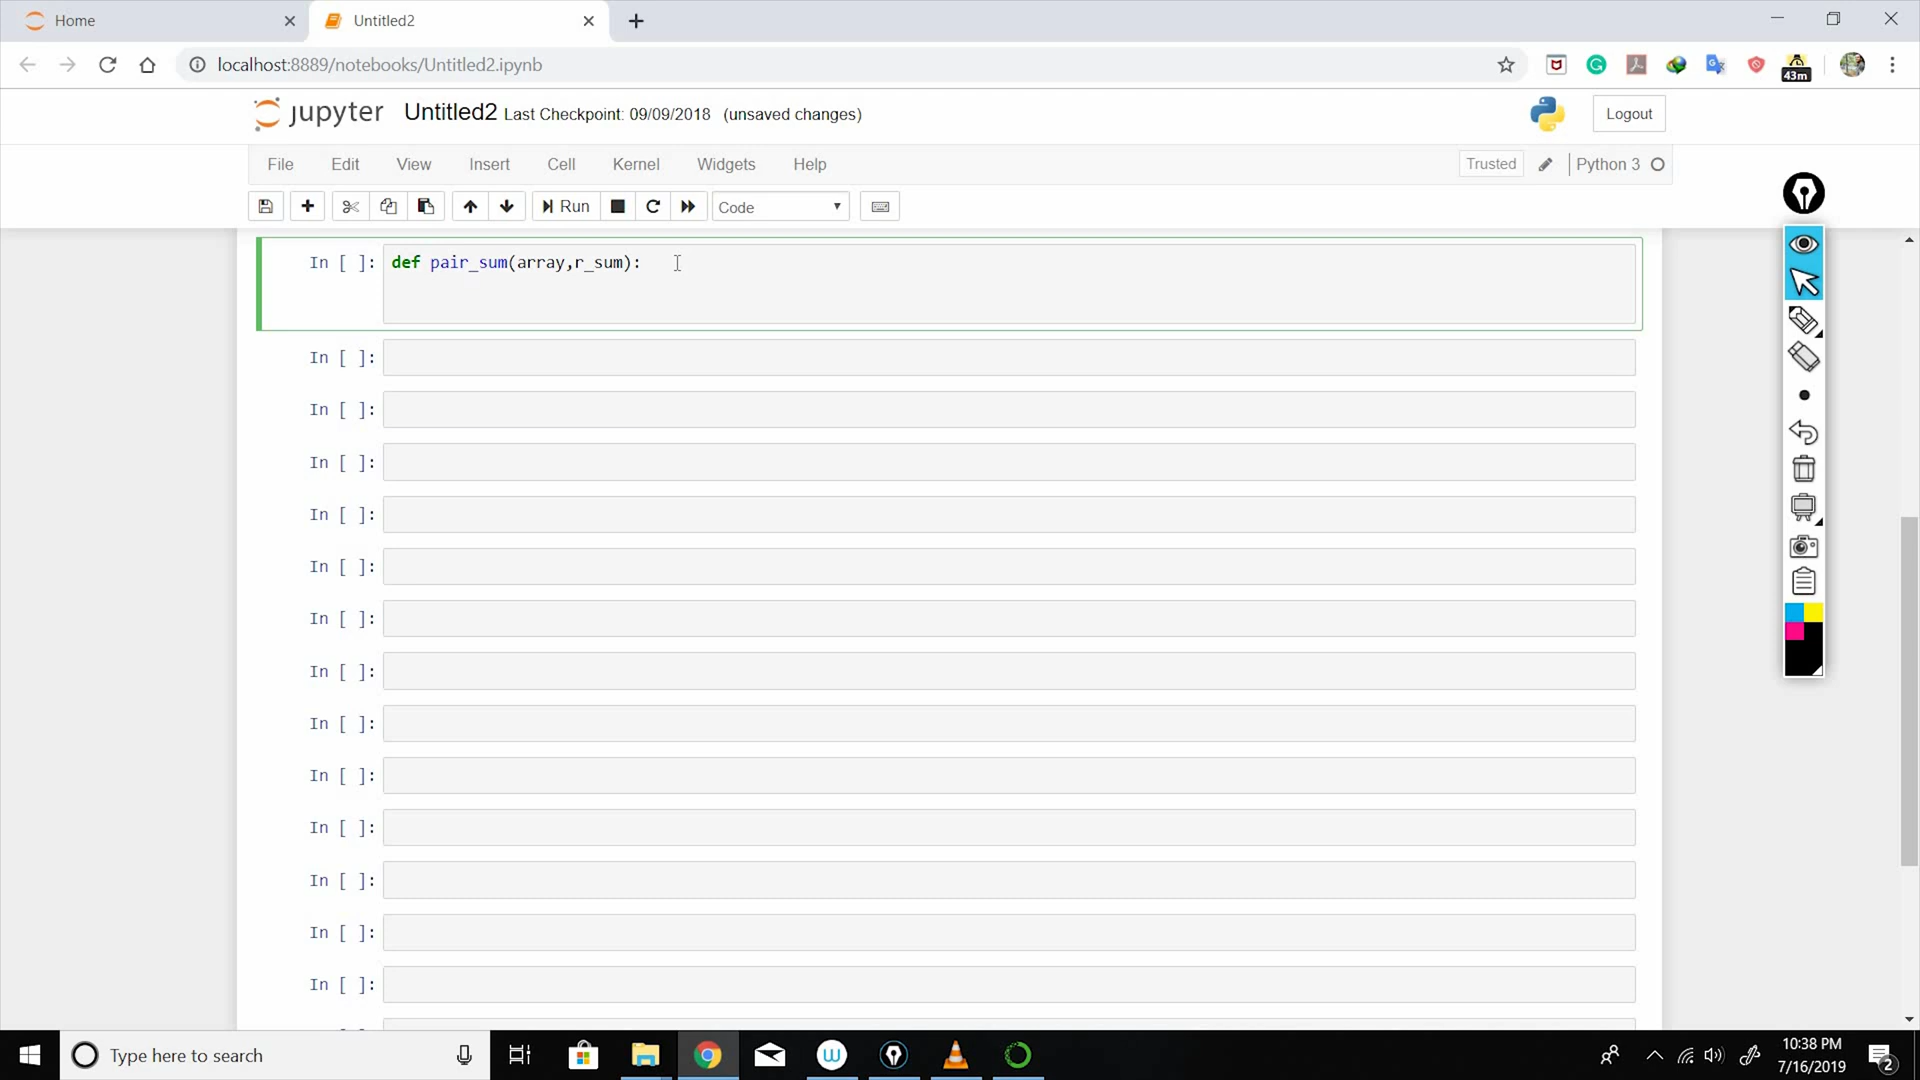 Home
Untitled2
localhost:8889/notebooks/Untitled2.ipynb
43m
jupyter Untitled2 Last Checkpoint: 09/09/2018 (unsaved changes)
Logout
File Edit View Insert Cell Kernel Widgets Help
Trusted Python 3
Run Code
In [ ]: def pair_sum(array,r_sum):
In [ ]:
In [ ]:
In [ ]:
In [ ]:
In [ ]:
In [ ]:
In [ ]:
In [ ]:
In [ ]:
In [ ]:
In [ ]:
In [ ]:
In [ ]:
Type here to search
10:38 PM
7/16/2019
2